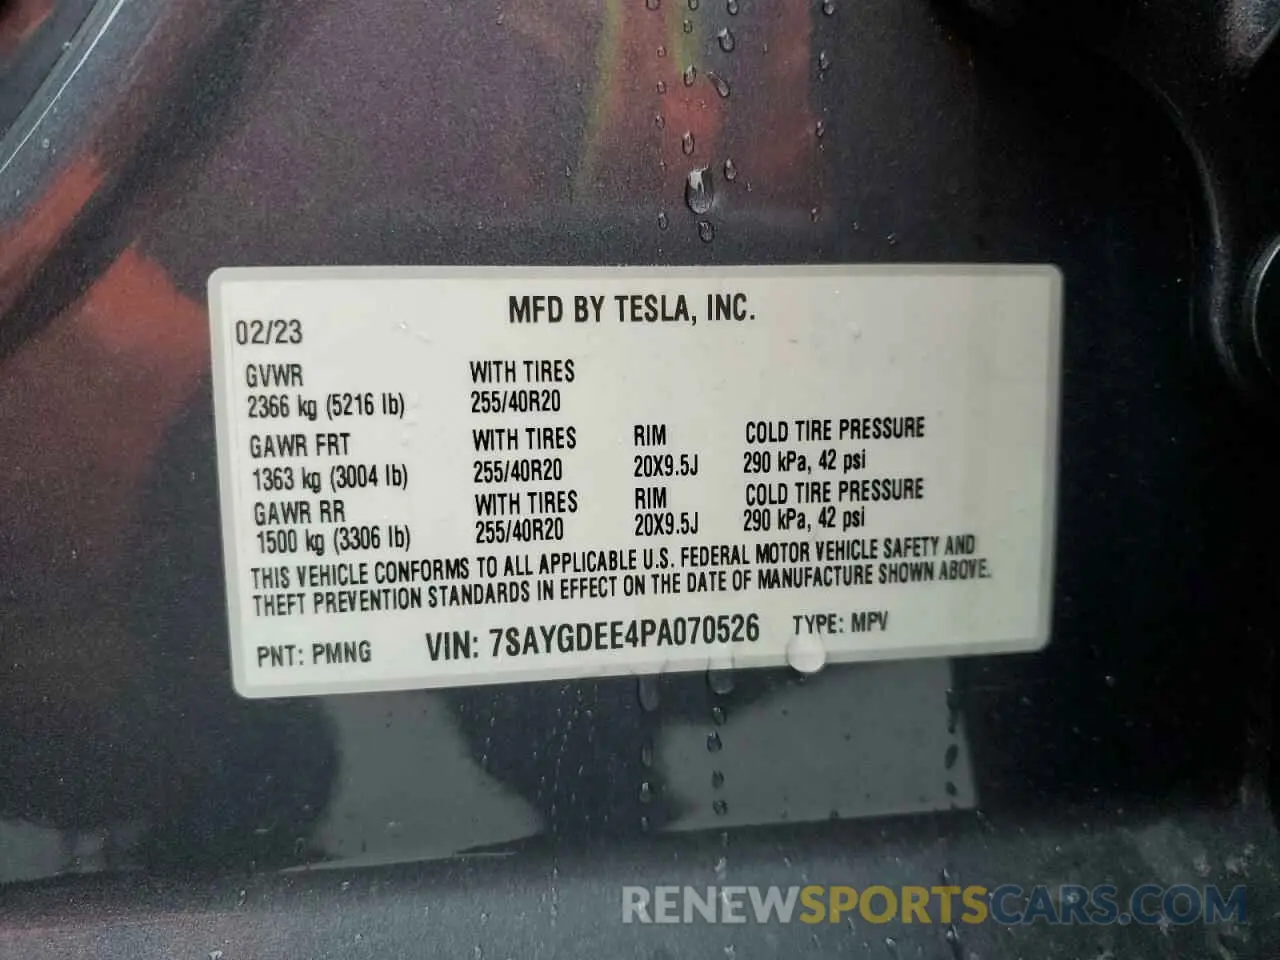 MFD BY TESLA, INC.
02/23
GVWR WITH TIRES
2366 kg (5216 lb) 255/40R20
GAWR FRT WITH TIRES RIM COLD TIRE PRESSURE
1363 kg (3004 lb) 255/40R20 20X9.5J 290 kPa, 42 psi
GAWR RR WITH TIRES RIM COLD TIRE PRESSURE
1500 kg (3306 lb) 255/40R20 20X9.5J 290 kPa, 42 psi
THIS VEHICLE CONFORMS TO ALL APPLICABLE U.S. FEDERAL MOTOR VEHICLE SAFETY AND
THEFT PREVENTION STANDARDS IN EFFECT ON THE DATE OF MANUFACTURE SHOWN ABOVE.
PNT: PMNG VIN: 7SAYGDEE4PA070526 TYPE: MPV
RENEWSPORTSCARS.COM